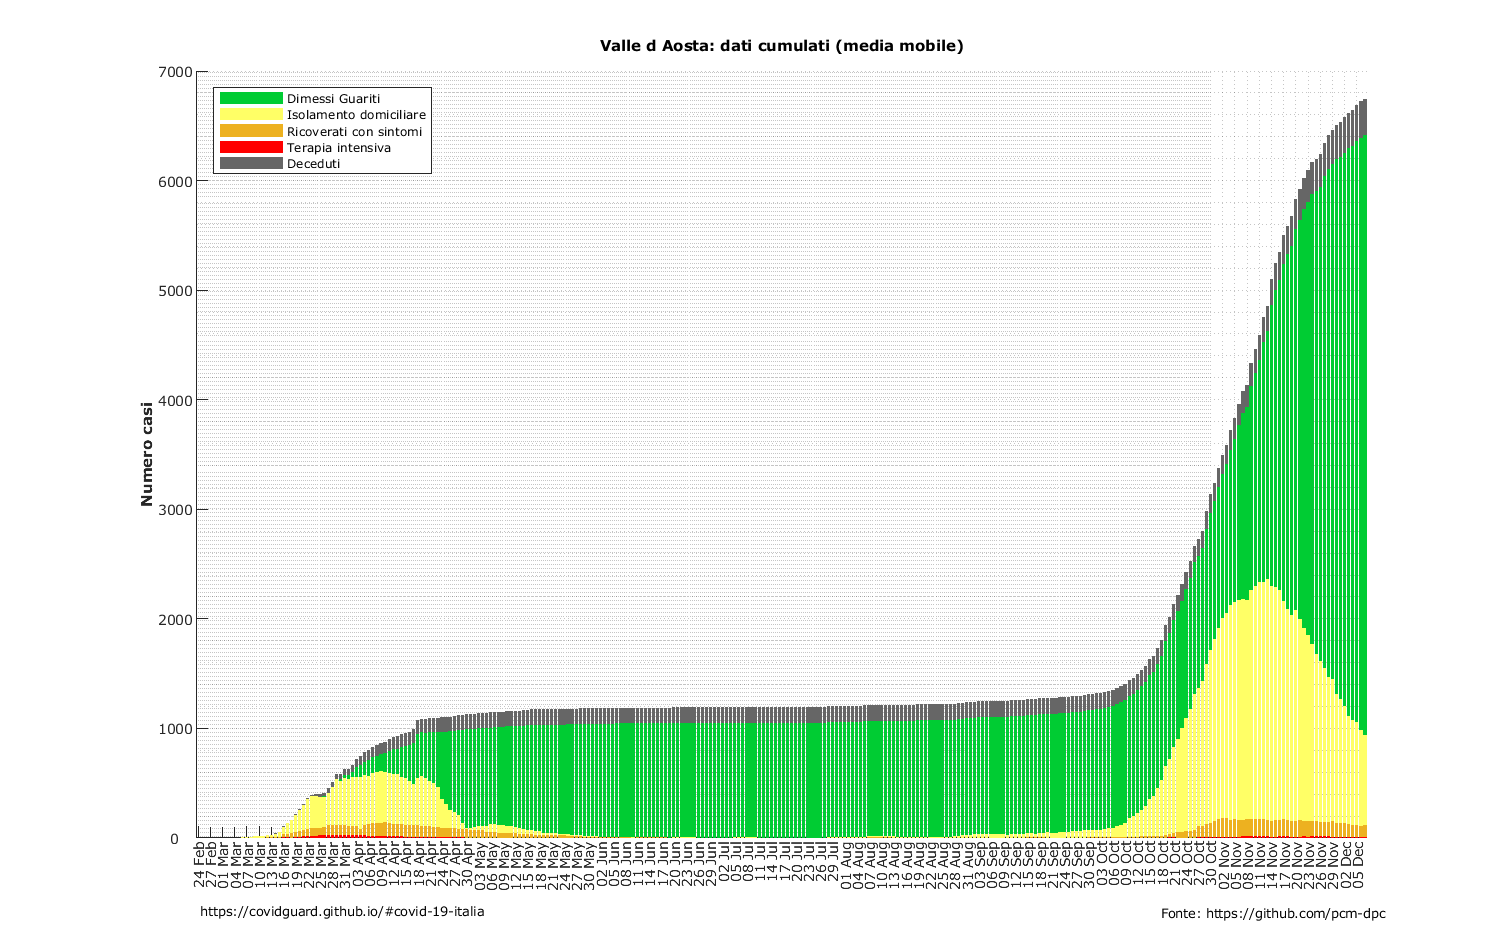 Valle d Aosta: dati cumulati (media mobile)
7000
6000
5000
4000
3000
2000
1000
0
Numero casi
Dimessi Guariti
Isolamento domiciliare
Ricoverati con sintomi
Terapia intensiva
Deceduti
24 Feb
27 Feb
01 Mar
04 Mar
07 Mar
10 Mar
13 Mar
16 Mar
19 Mar
22 Mar
25 Mar
28 Mar
31 Mar
03 Apr
06 Apr
09 Apr
12 Apr
15 Apr
18 Apr
21 Apr
24 Apr
27 Apr
30 Apr
03 May
06 May
09 May
12 May
15 May
18 May
21 May
24 May
27 May
30 May
02 Jun
05 Jun
08 Jun
11 Jun
14 Jun
17 Jun
20 Jun
23 Jun
26 Jun
29 Jun
02 Jul
05 Jul
08 Jul
11 Jul
14 Jul
17 Jul
20 Jul
23 Jul
26 Jul
29 Jul
01 Aug
04 Aug
07 Aug
10 Aug
13 Aug
16 Aug
19 Aug
22 Aug
25 Aug
28 Aug
31 Aug
03 Sep
06 Sep
09 Sep
12 Sep
15 Sep
18 Sep
21 Sep
24 Sep
27 Sep
30 Sep
03 Oct
06 Oct
09 Oct
12 Oct
15 Oct
18 Oct
21 Oct
24 Oct
27 Oct
30 Oct
02 Nov
05 Nov
08 Nov
11 Nov
14 Nov
17 Nov
20 Nov
23 Nov
26 Nov
29 Nov
02 Dec
05 Dec
https://covidguard.github.io/#covid-19-italia
Fonte: https://github.com/pcm-dpc